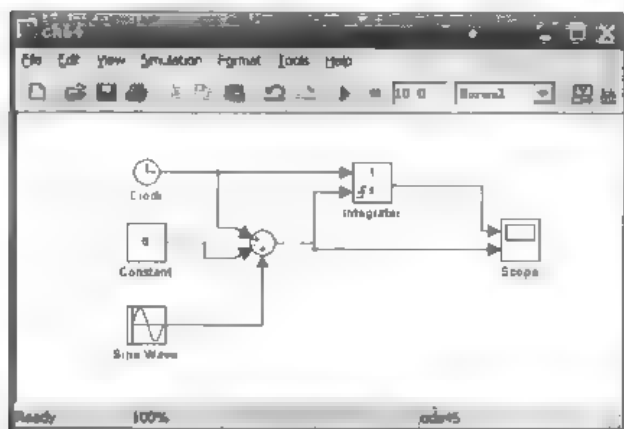 File Edit View Simulation Format Tools Help
10.0 Normal
Clock
1
s
Integrator
Constant
Scope
Sine Wave
Ready 100% ode45